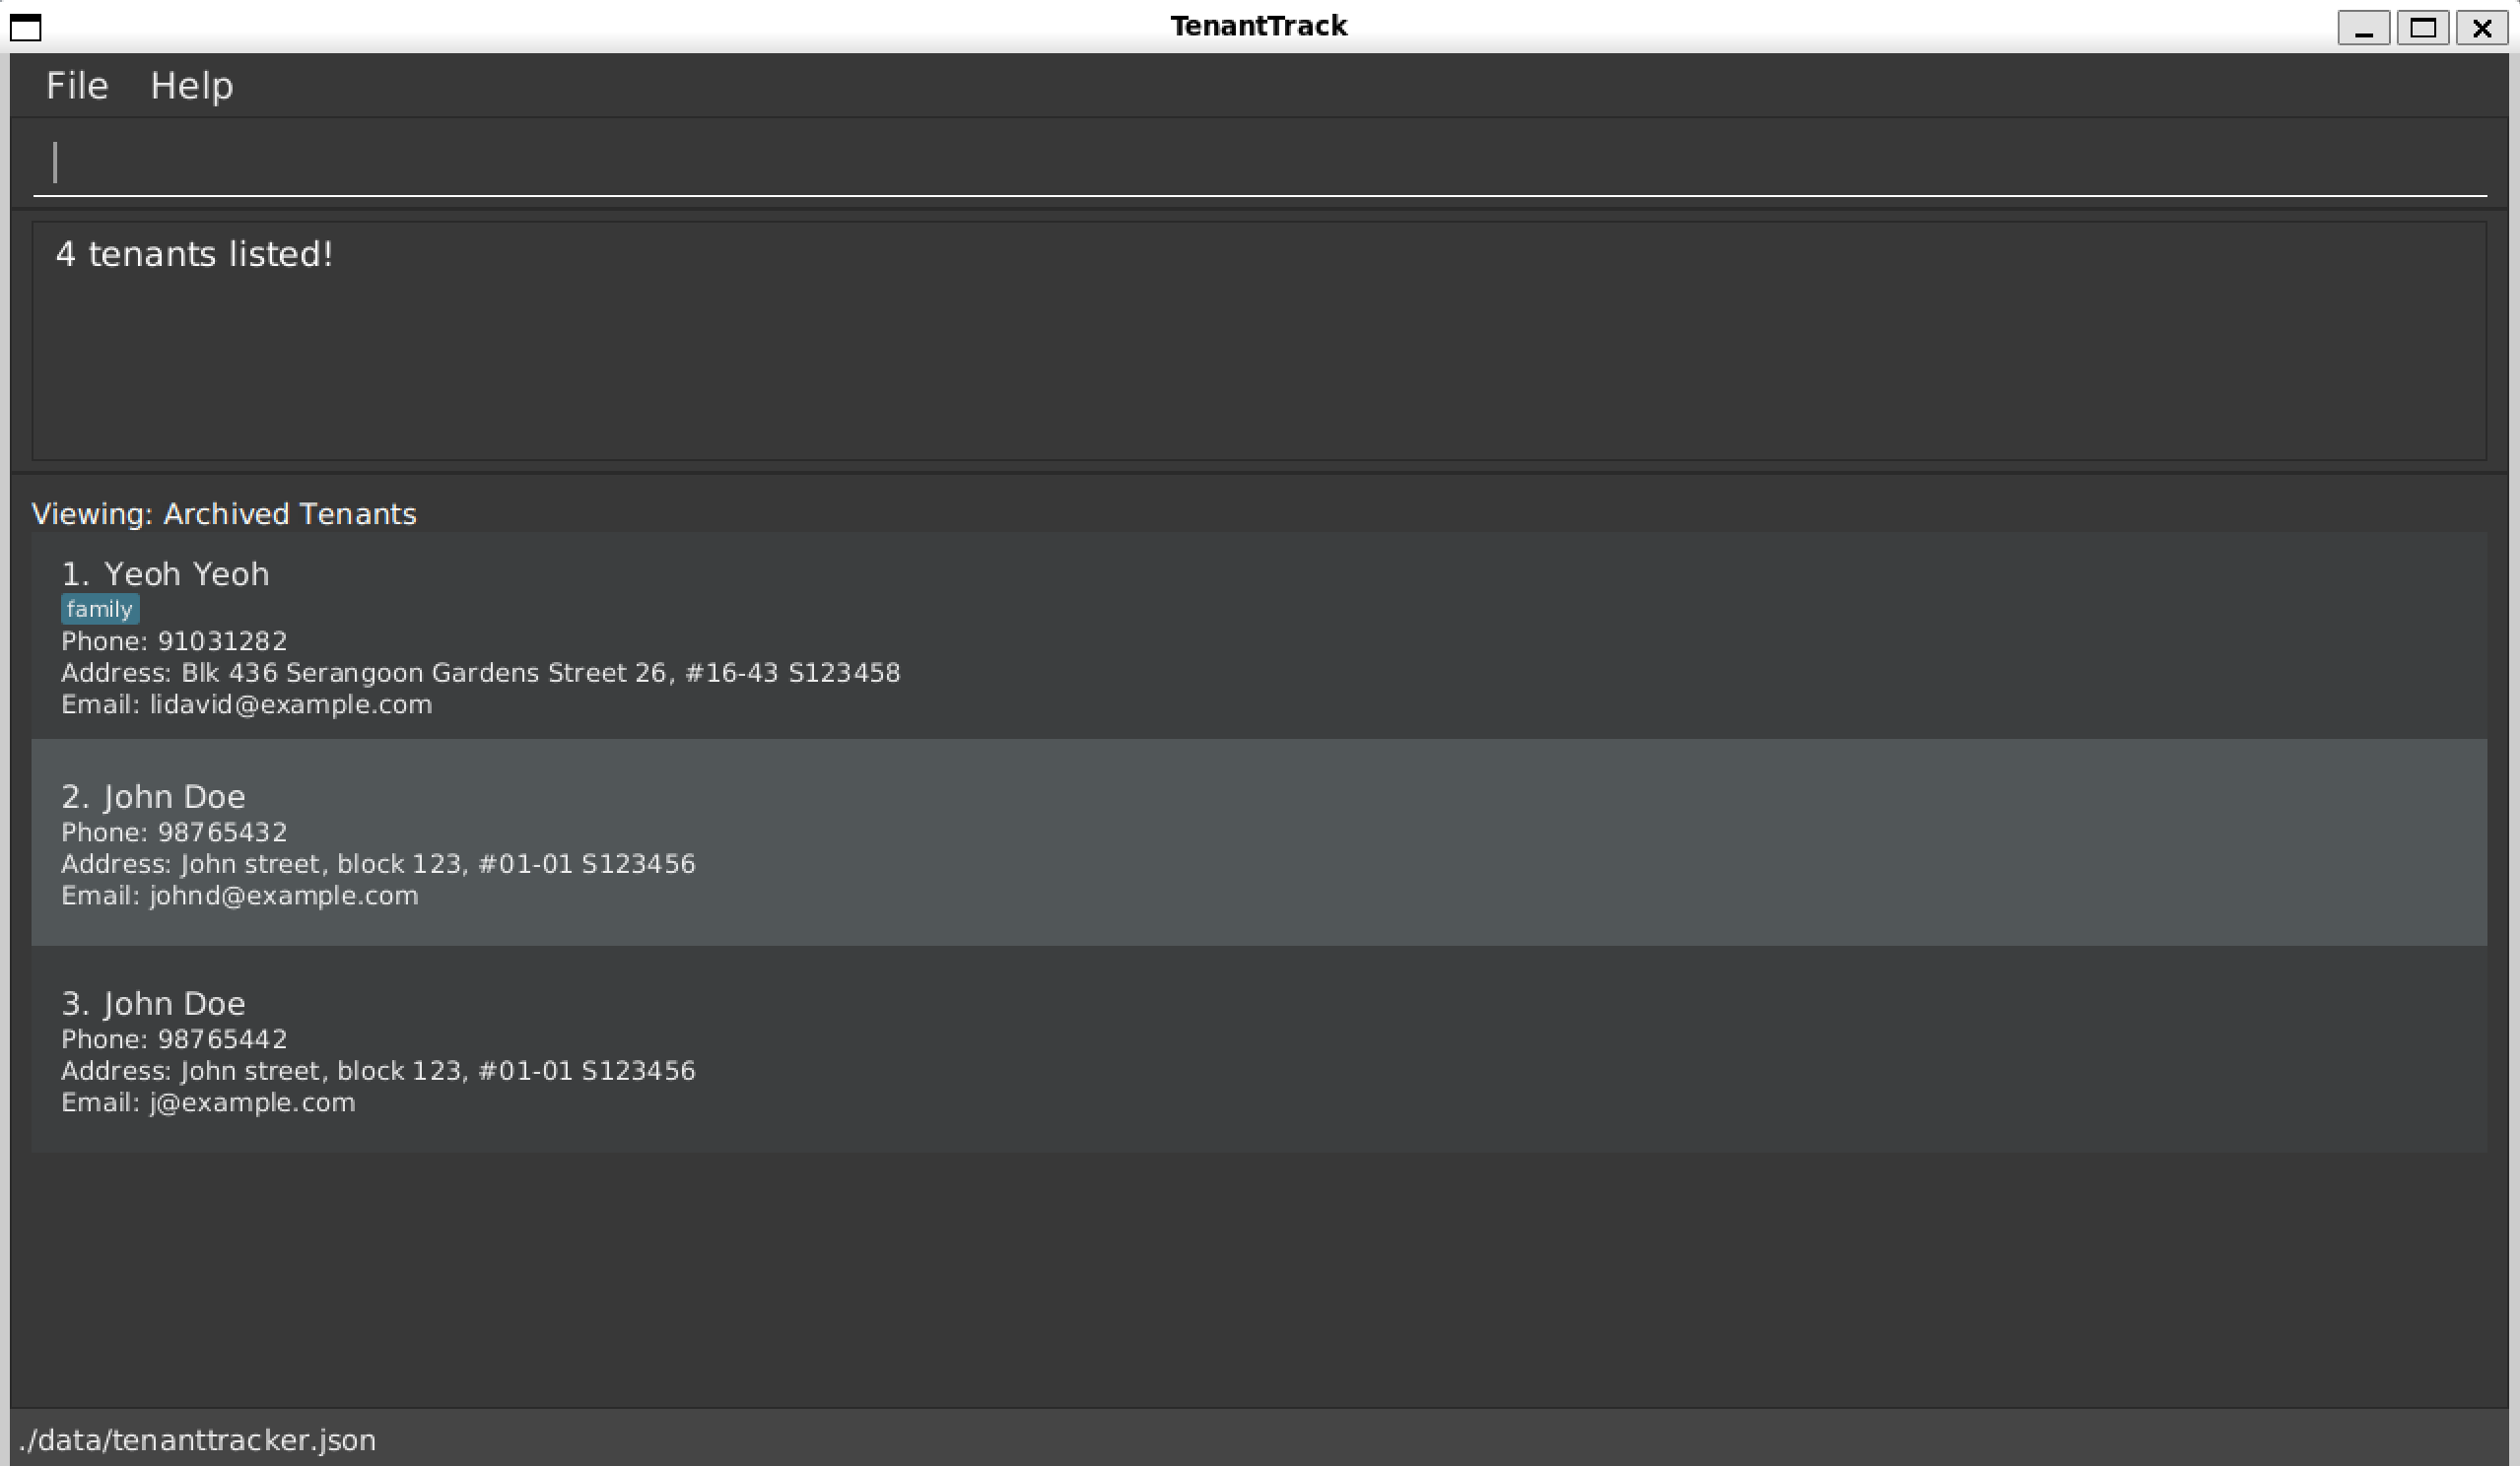 TenantTrack
File Help
4 tenants listed!
Viewing: Archived Tenants
1. Yeoh Yeoh
family
Phone: 91031282
Address: Blk 436 Serangoon Gardens Street 26, #16-43 S123458
Email: lidavid@example.com
2. John Doe
Phone: 98765432
Address: John street, block 123, #01-01 S123456
Email: johnd@example.com
3. John Doe
Phone: 98765442
Address: John street, block 123, #01-01 S123456
Email: j@example.com
./data/tenanttracker.json